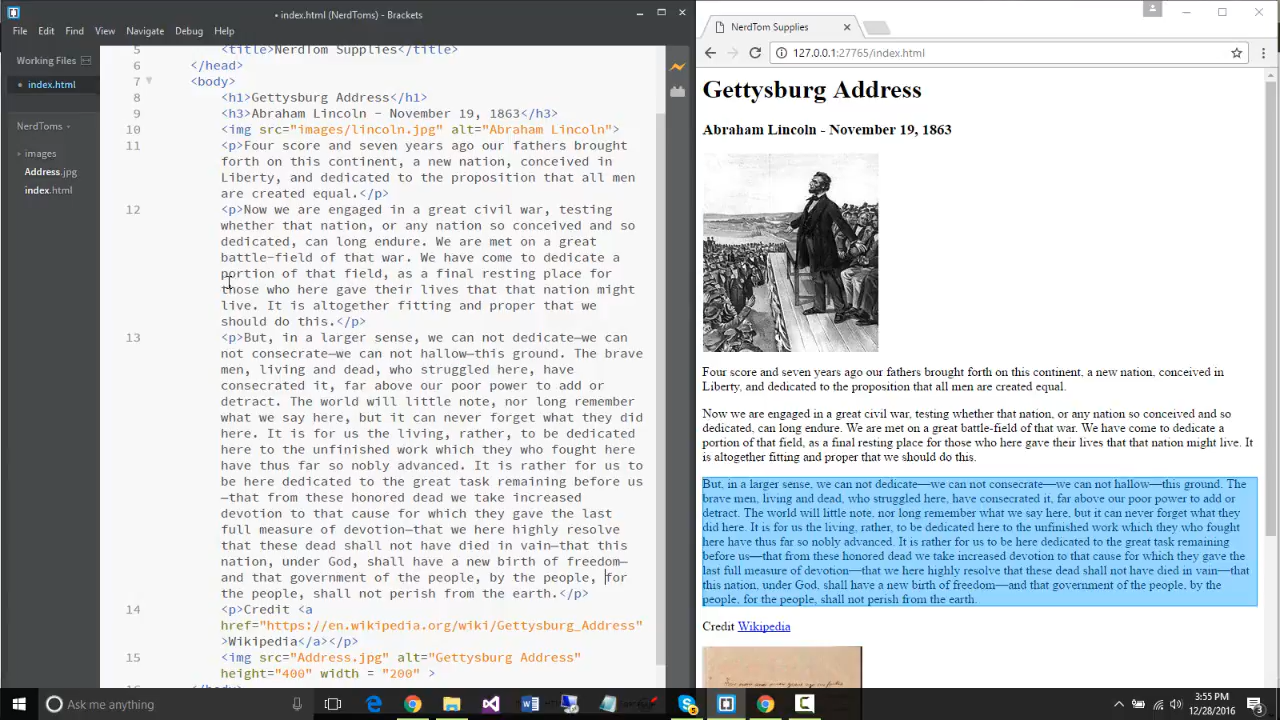 • index.html (NerdToms) - Brackets
File Edit Find View Navigate Debug Help
Working Files
• index.html
NerdToms
images
Address.jpg
index.html
5 <title>NerdTom Supplies</title>
6 </head>
7 <body>
8 <h1>Gettysburg Address</h1>
9 <h3>Abraham Lincoln - November 19, 1863</h3>
10 <img src="images/lincoln.jpg" alt="Abraham Lincoln">
11 <p>Four score and seven years ago our fathers brought
forth on this continent, a new nation, conceived in
Liberty, and dedicated to the proposition that all men
are created equal.</p>
12 <p>Now we are engaged in a great civil war, testing
whether that nation, or any nation so conceived and so
dedicated, can long endure. We are met on a great
battle-field of that war. We have come to dedicate a
portion of that field, as a final resting place for
those who here gave their lives that that nation might
live. It is altogether fitting and proper that we
should do this.</p>
13 <p>But, in a larger sense, we can not dedicate—we can
not consecrate—we can not hallow—this ground. The brave
men, living and dead, who struggled here, have
consecrated it, far above our poor power to add or
detract. The world will little note, nor long remember
what we say here, but it can never forget what they did
here. It is for us the living, rather, to be dedicated
here to the unfinished work which they who fought here
have thus far so nobly advanced. It is rather for us to
be here dedicated to the great task remaining before us
—that from these honored dead we take increased
devotion to that cause for which they gave the last
full measure of devotion—that we here highly resolve
that these dead shall not have died in vain—that this
nation, under God, shall have a new birth of freedom—
and that government of the people, by the people, for
the people, shall not perish from the earth.</p>
14 <p>Credit <a
href="https://en.wikipedia.org/wiki/Gettysburg_Address"
>Wikipedia</a></p>
15 <img src="Address.jpg" alt="Gettysburg Address"
height="400" width = "200" >
NerdTom Supplies
127.0.0.1:27765/index.html
Gettysburg Address
Abraham Lincoln - November 19, 1863
Four score and seven years ago our fathers brought forth on this continent, a new nation, conceived in
Liberty, and dedicated to the proposition that all men are created equal.
Now we are engaged in a great civil war, testing whether that nation, or any nation so conceived and so
dedicated, can long endure. We are met on a great battle-field of that war. We have come to dedicate a
portion of that field, as a final resting place for those who here gave their lives that that nation might live. It
is altogether fitting and proper that we should do this.
But, in a larger sense, we can not dedicate—we can not consecrate—we can not hallow—this ground. The
brave men, living and dead, who struggled here, have consecrated it, far above our poor power to add or
detract. The world will little note, nor long remember what we say here, but it can never forget what they
did here. It is for us the living, rather, to be dedicated here to the unfinished work which they who fought
here have thus far so nobly advanced. It is rather for us to be here dedicated to the great task remaining
before us—that from these honored dead we take increased devotion to that cause for which they gave the
last full measure of devotion—that we here highly resolve that these dead shall not have died in vain—that
this nation, under God, shall have a new birth of freedom—and that government of the people, by the
people, for the people, shall not perish from the earth.
Credit Wikipedia
Ask me anything
3:55 PM
12/28/2016